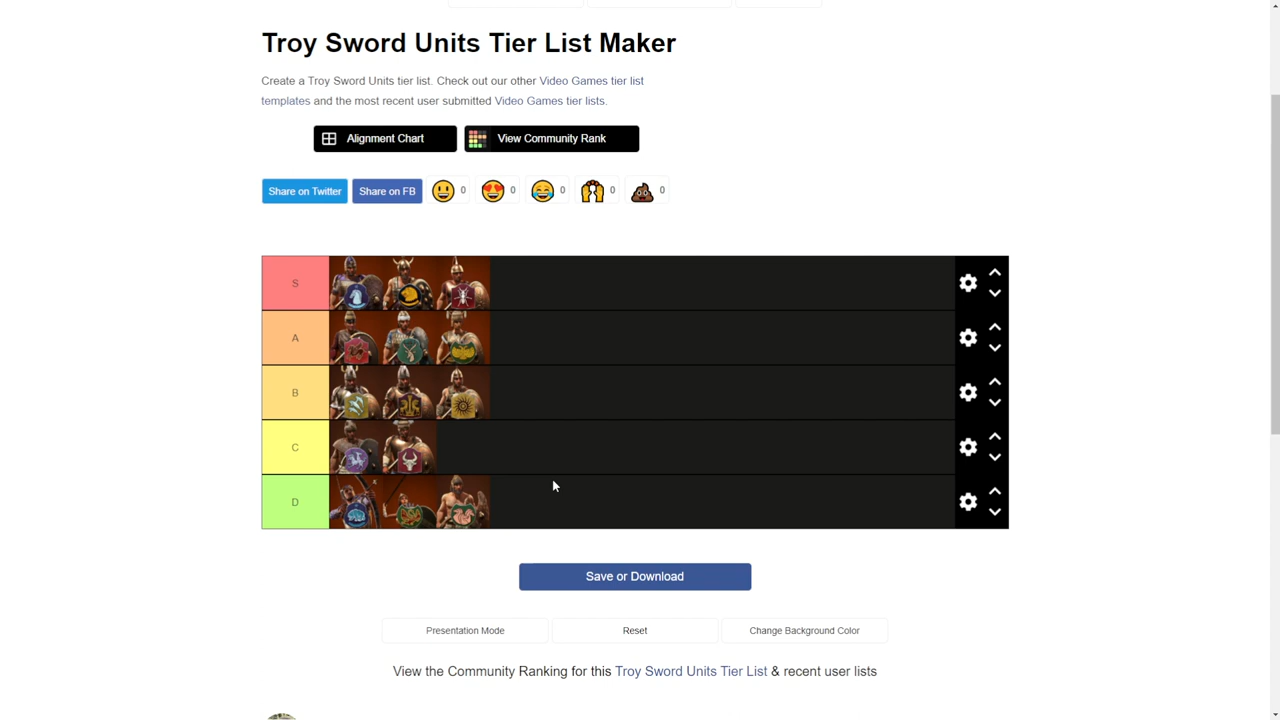 Troy Sword Units Tier List Maker
Create a Troy Sword Units tier list. Check out our other Video Games tier list
templates and the most recent user submitted Video Games tier lists.
Alignment Chart
View Community Rank
Share on Twitter
Share on FB
0
0
0
0
0
S
A
B
C
D
Save or Download
Presentation Mode
Reset
Change Background Color
View the Community Ranking for this Troy Sword Units Tier List & recent user lists